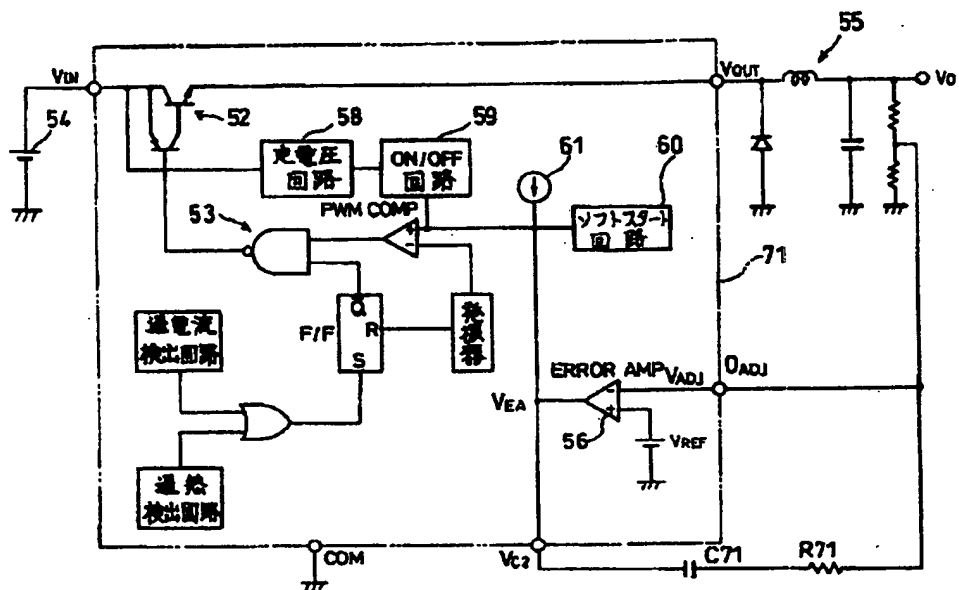 55
VIN
VOUT
VO
54
52
58
59
61
60
定電圧
回路
ON/OFF
回路
PWM COMP
+
-
53
ソフトスタート
回路
71
Q
R
F/F
S
発振器
過電流
検出回路
ERROR AMP
VADJ
OADJ
VEA
-
+
56
VREF
過熱
検出回路
COM
VC2
C71
R71